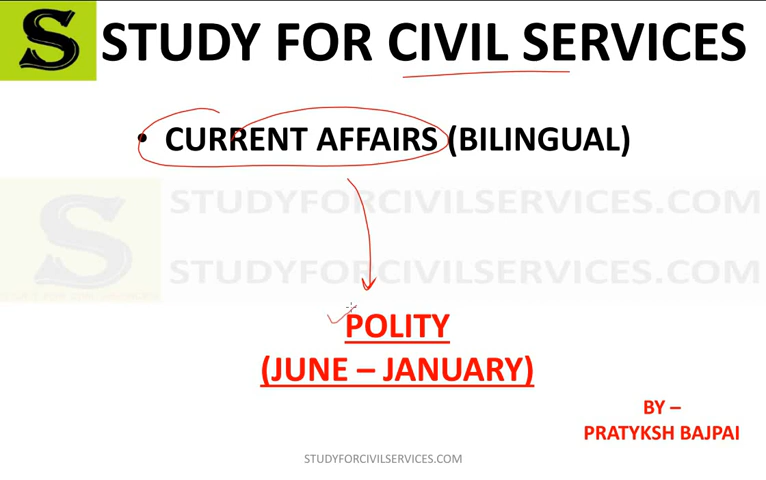 S STUDY FOR CIVIL SERVICES
• CURRENT AFFAIRS (BILINGUAL)
S STUDYFORCIVILSERVICES.COM
STUDYFORCIVILSERVICES.COM
POLITY
(JUNE – JANUARY)
BY –
PRATYKSH BAJPAI
STUDYFORCIVILSERVICES.COM